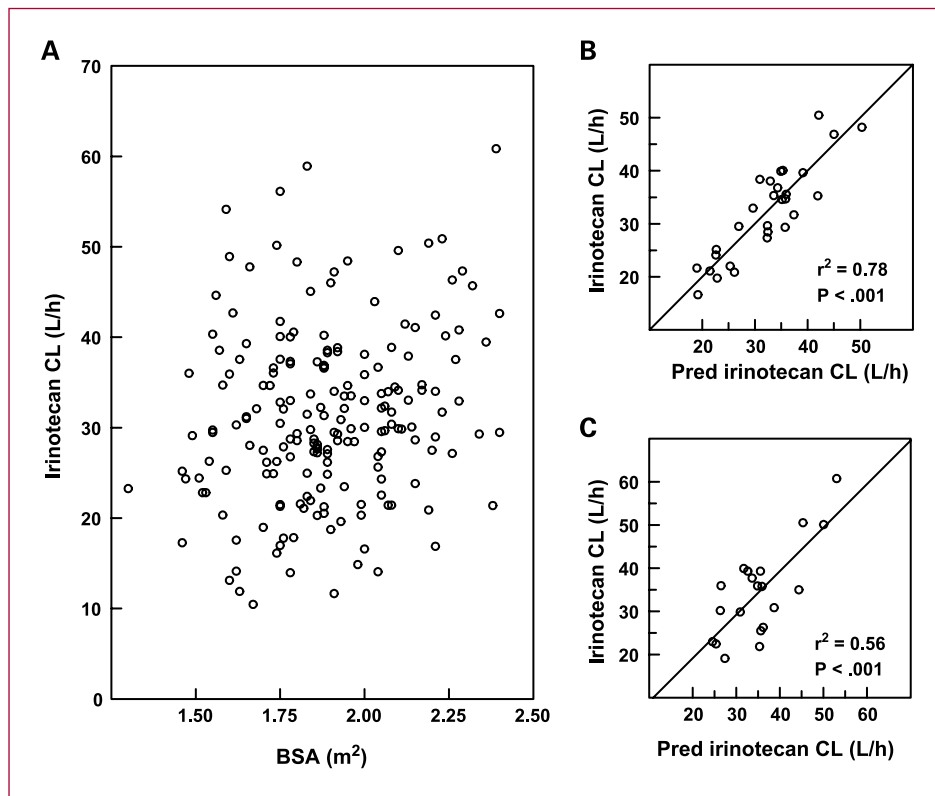 A
70
60
50
40
30
20
10
0
Irinotecan CL (L/h)
1.50 1.75 2.00 2.25 2.50
BSA (m²)
B
50
40
30
20
Irinotecan CL (L/h)
r² = 0.78
P < .001
20 30 40 50
Pred irinotecan CL (L/h)
C
60
50
40
30
20
Irinotecan CL (L/h)
r² = 0.56
P < .001
20 30 40 50 60
Pred irinotecan CL (L/h)